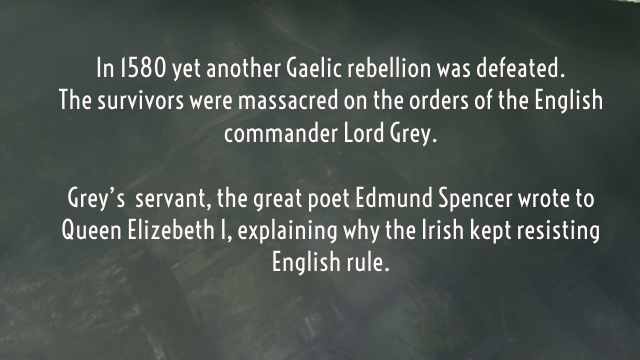 In 1580 yet another Gaelic rebellion was defeated.
The survivors were massacred on the orders of the English
commander Lord Grey.
Grey's  servant, the great poet Edmund Spencer wrote to
Queen Elizebeth I, explaining why the Irish kept resisting
English rule.